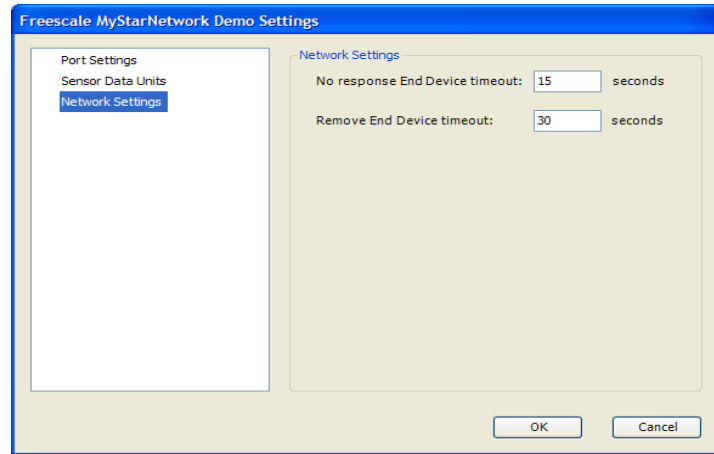 Freescale MyStarNetwork Demo Settings
Port Settings
Sensor Data Units
Network Settings
Network Settings
No response End Device timeout: 15 seconds
Remove End Device timeout: 30 seconds
OK Cancel